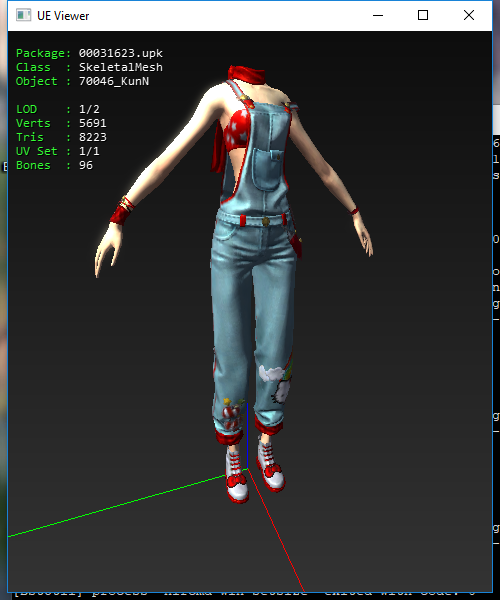 UE Viewer
Package: 00031623.upk
Class : SkeletalMesh
Object : 70046_KunN
LOD : 1/2
Verts : 5691
Tris : 8223
UV Set : 1/1
Bones : 96